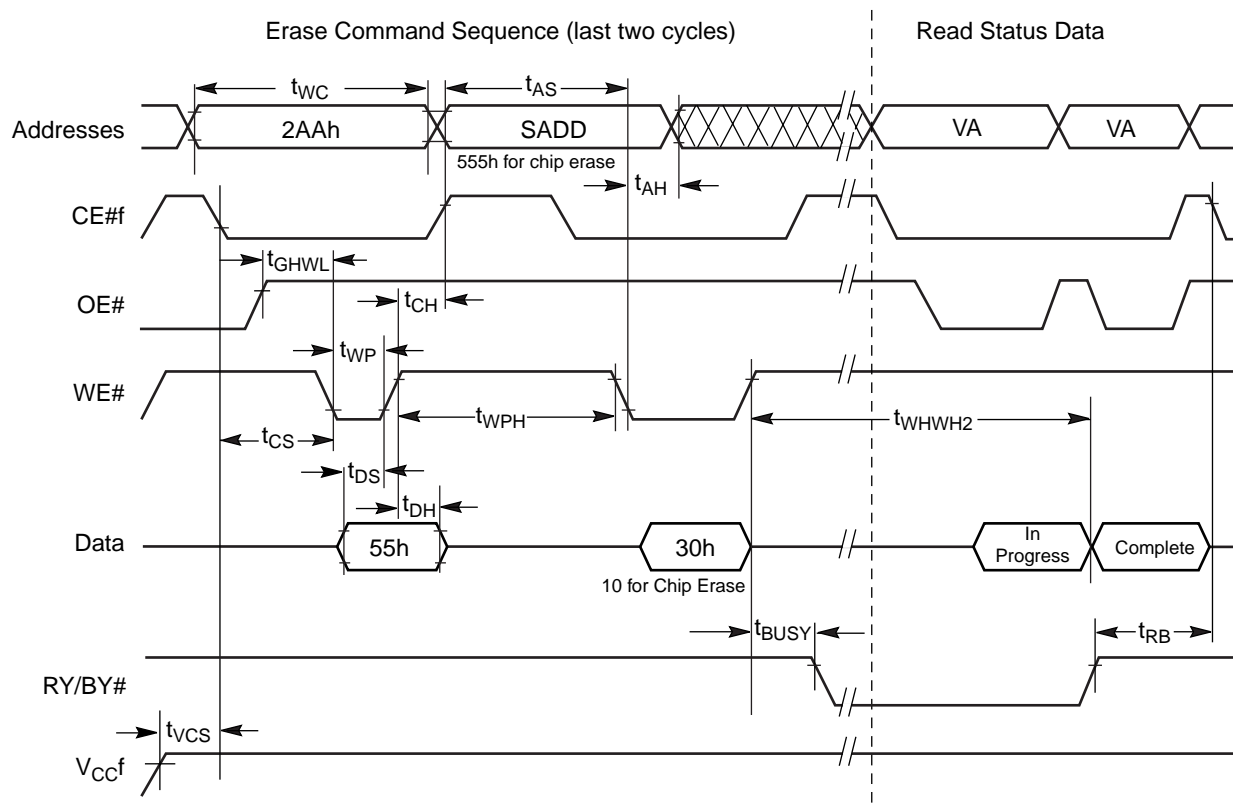 Erase Command Sequence (last two cycles)
Read Status Data
tWC
tAS
Addresses
2AAh
SADD
VA
VA
555h for chip erase
tAH
CE#f
tGHWL
OE#
tCH
tWP
WE#
tWPH
tWHWH2
tCS
tDS
tDH
Data
55h
30h
In
Progress
Complete
10 for Chip Erase
tBUSY
tRB
RY/BY#
tVCS
VCCf